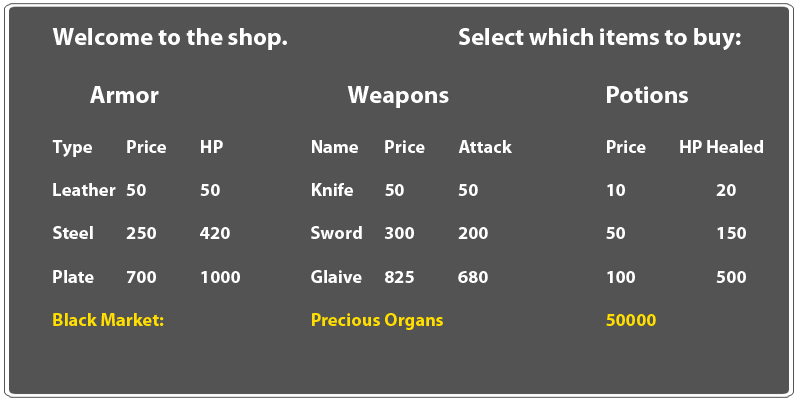 Welcome to the shop. Select which items to buy:
Armor Weapons Potions
Type Price HP Name Price Attack Price HP Healed
Leather 50 50 Knife 50 50 10 20
Steel 250 420 Sword 300 200 50 150
Plate 700 1000 Glaive 825 680 100 500
Black Market: Precious Organs 50000